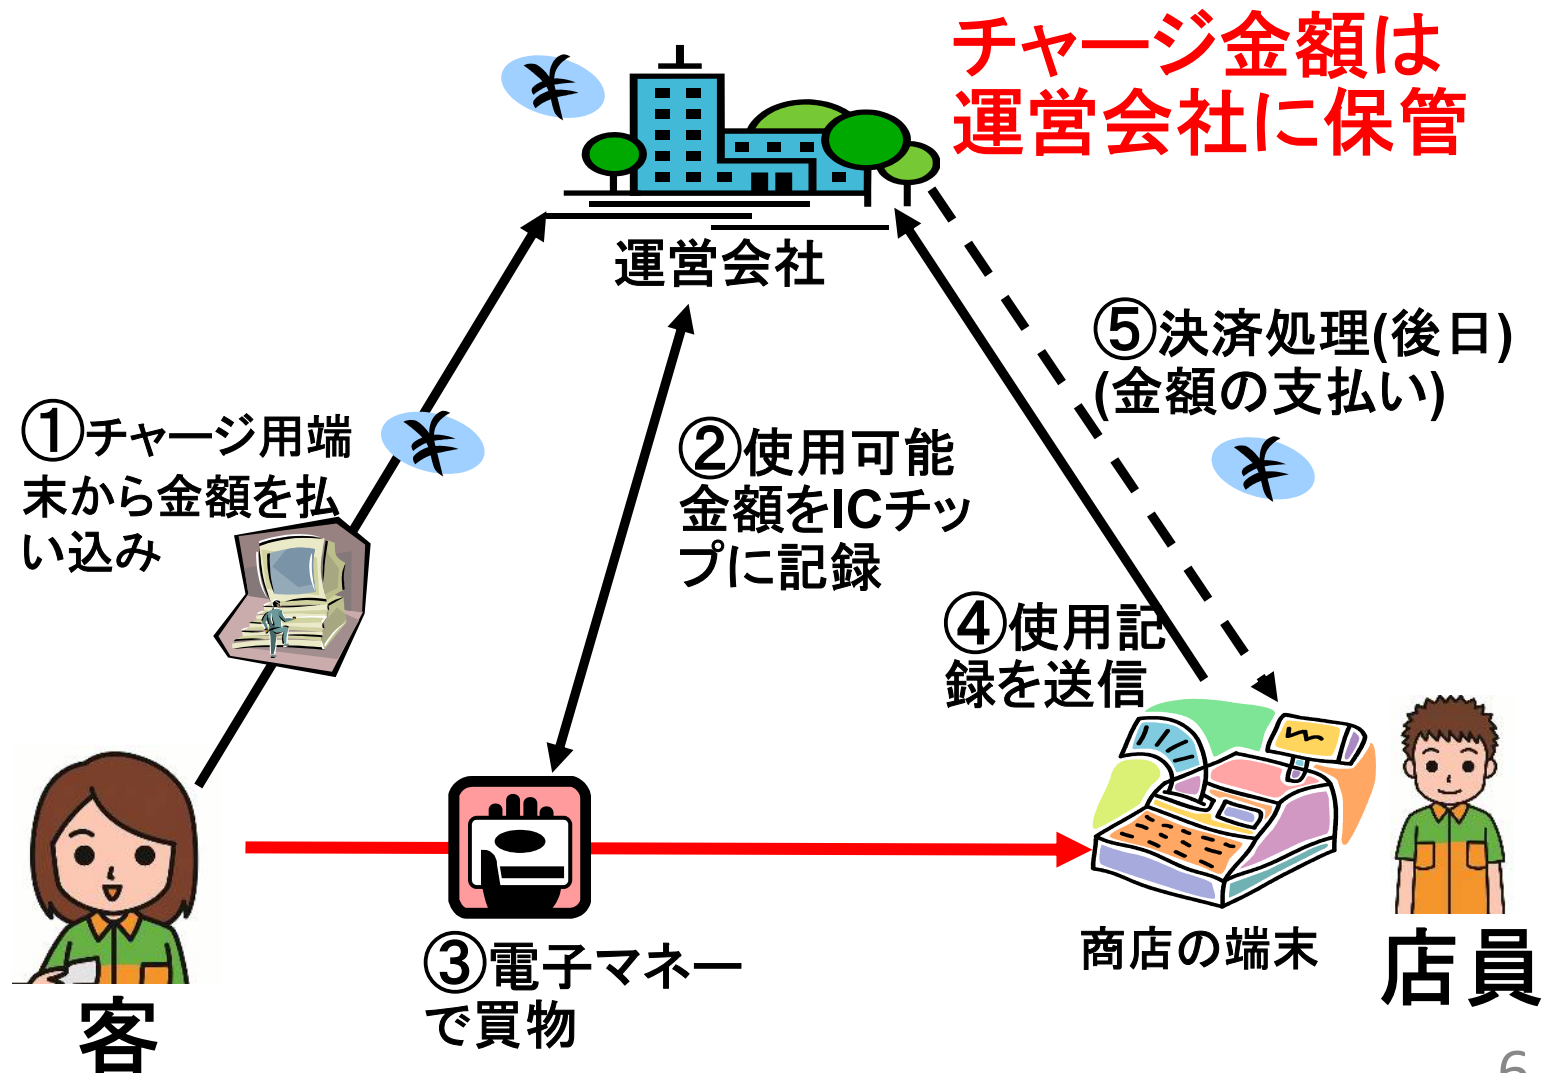 チャージ金額は
運営会社に保管
運営会社
⑤決済処理(後日)
(金額の支払い)
①チャージ用端
末から金額を払
い込み
②使用可能
金額をICチッ
プに記録
④使用記
録を送信
③電子マネー
で買物
商店の端末
店員
客
6